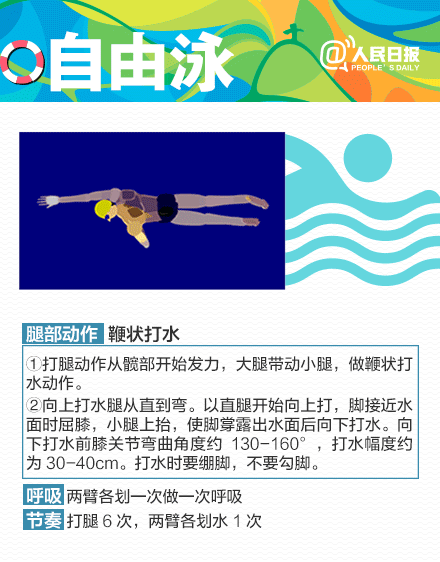 自由泳
@人民日报
PEOPLE'S DAILY
腿部动作 鞭状打水
①打腿动作从髋部开始发力，大腿带动小腿，做鞭状打
水动作。
②向上打水腿从直到弯。以直腿开始向上打，脚接近水
面时屈膝，小腿上抬，使脚掌露出水面后向下打水。向
下打水前膝关节弯曲角度约 130-160°，打水幅度约
为 30-40cm。打水时要绷脚，不要勾脚。
呼吸 两臂各划一次做一次呼吸
节奏 打腿 6 次，两臂各划水 1 次